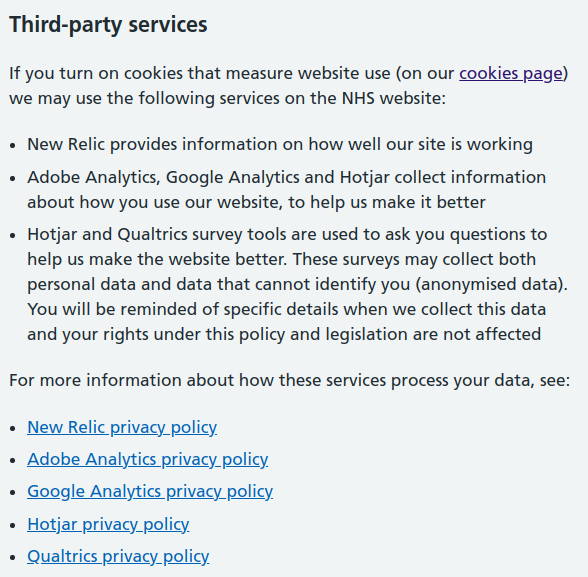 Third-party services
If you turn on cookies that measure website use (on our cookies page)
we may use the following services on the NHS website:
• New Relic provides information on how well our site is working
• Adobe Analytics, Google Analytics and Hotjar collect information
about how you use our website, to help us make it better
• Hotjar and Qualtrics survey tools are used to ask you questions to
help us make the website better. These surveys may collect both
personal data and data that cannot identify you (anonymised data).
You will be reminded of specific details when we collect this data
and your rights under this policy and legislation are not affected
For more information about how these services process your data, see:
• New Relic privacy policy
• Adobe Analytics privacy policy
• Google Analytics privacy policy
• Hotjar privacy policy
• Qualtrics privacy policy